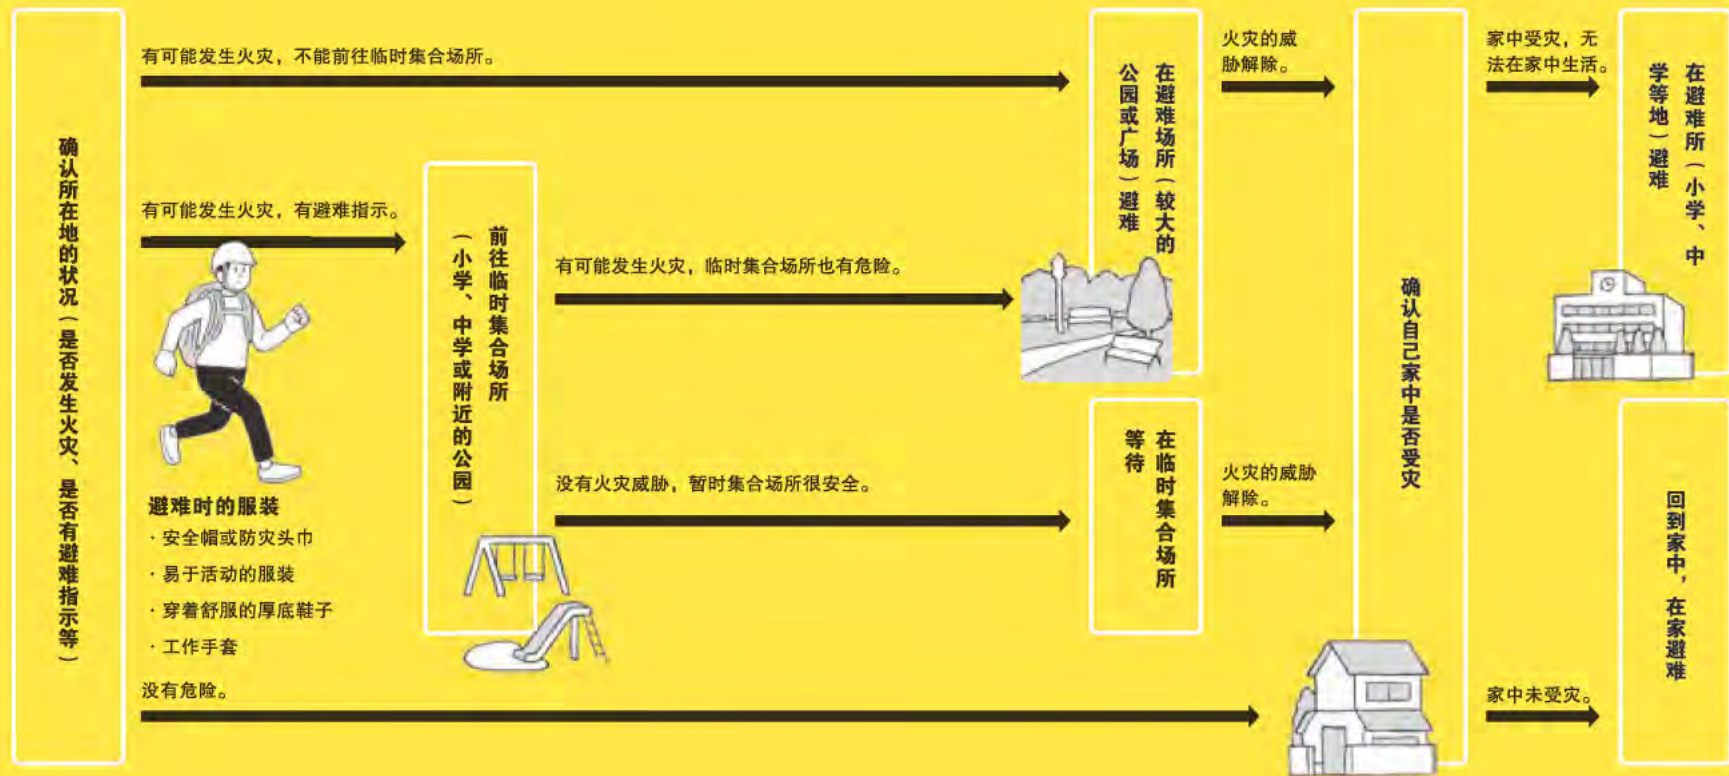 确认所在地的状况（是否发生火灾、是否有避难指示等）
有可能发生火灾，不能前往临时集合场所。
有可能发生火灾，有避难指示。
避难时的服装
·安全帽或防灾头巾
·易于活动的服装
·穿着舒服的厚底鞋子
·工作手套
没有危险。
前往临时集合场所
（小学、中学或附近的公园）
有可能发生火灾，临时集合场所也有危险。
没有火灾威胁，暂时集合场所很安全。
在避难场所（较大的
公园或广场）避难
在临时集合场所
等待
火灾的威
胁解除。
火灾的威胁
解除。
确认自己家中是否受灾
家中受灾，无
法在家中生活。
家中未受灾。
在避难所（小学、中
学等地）避难
回到家中，在家避难